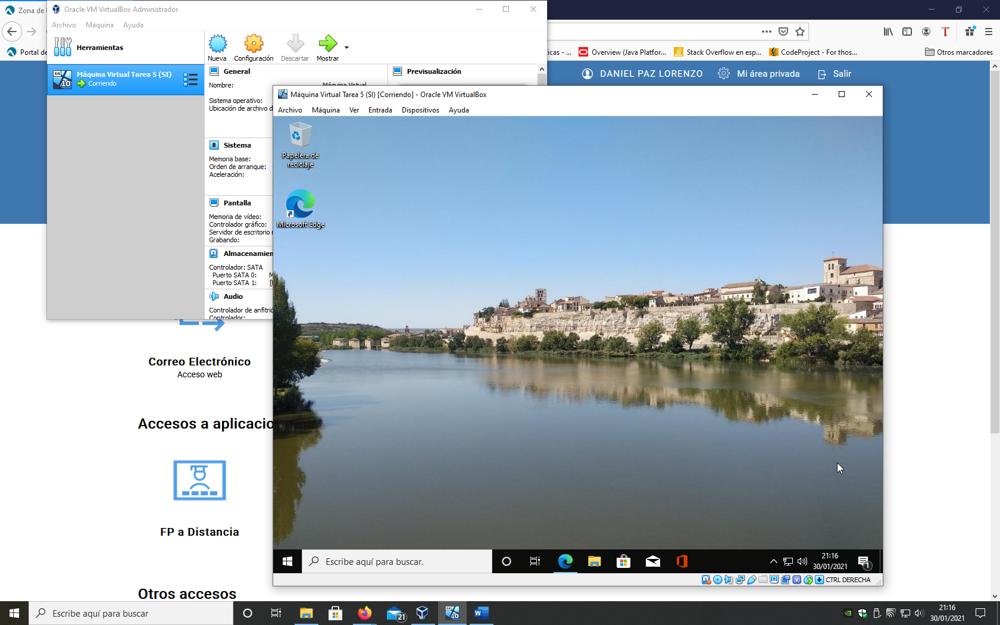 Zona de
Oracle VM VirtualBox Administrador
Archivo Máquina Ayuda
Herramientas
Nueva Configuración Descartar Mostrar
Portal de
icas - ...
Overview (Java Platfor...
Stack Overflow en esp...
CodeProject - For thos...
Otros marcadores
64
10
Máquina Virtual Tarea 5 (SI)
Corriendo
General
Previsualización
Nombre:
Máquina Virtual
Sistema operativo:
Ubicación de archivo d
DANIEL PAZ LORENZO
Mi área privada
Salir
Sistema
Memoria base:
Orden de arranque:
Aceleración:
Pantalla
Memoria de vídeo:
Controlador gráfico:
Servidor de escritorio r
Grabando:
Almacenamien
Controlador: SATA
Puerto SATA 0: M
Puerto SATA 1: [
Audio
Controlador de anfitrió
Controlador:
Máquina Virtual Tarea 5 (SI) [Corriendo] - Oracle VM VirtualBox
Archivo Máquina Ver Entrada Dispositivos Ayuda
Papelera de
reciclaje
Microsoft Edge
Escribe aquí para buscar.
21:16
30/01/2021
1
CTRL DERECHA
Correo Electrónico
Acceso web
Accesos a aplicacio
FP a Distancia
Otros accesos
Escribe aquí para buscar
21
10
W
21:16
30/01/2021